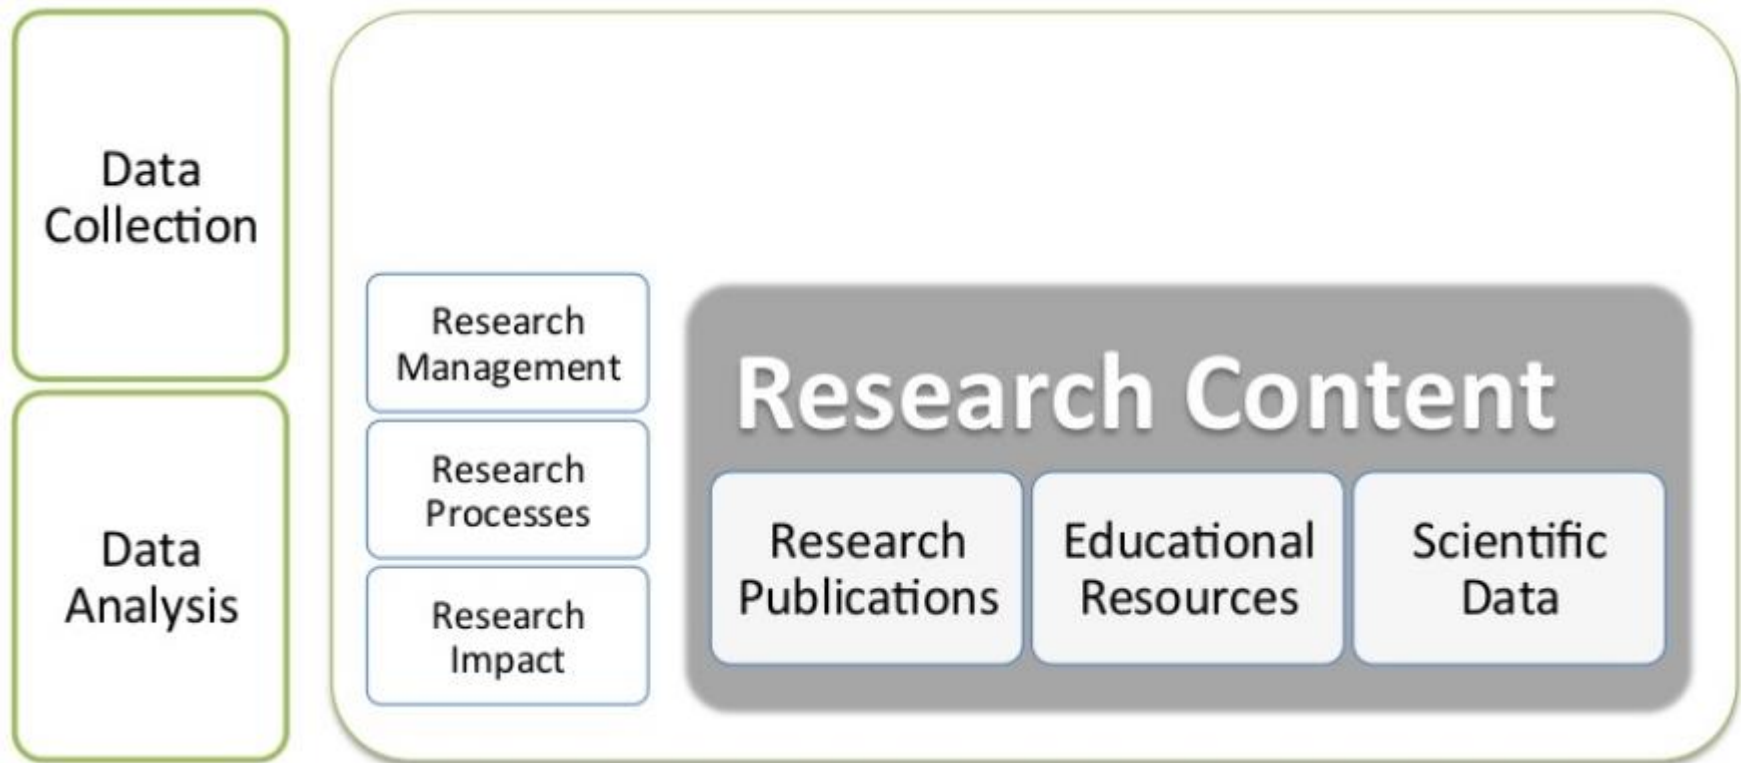 Data
Collection
Data
Analysis
Research
Management
Research
Processes
Research
Impact
Research Content
Research
Publications
Educational
Resources
Scientific
Data